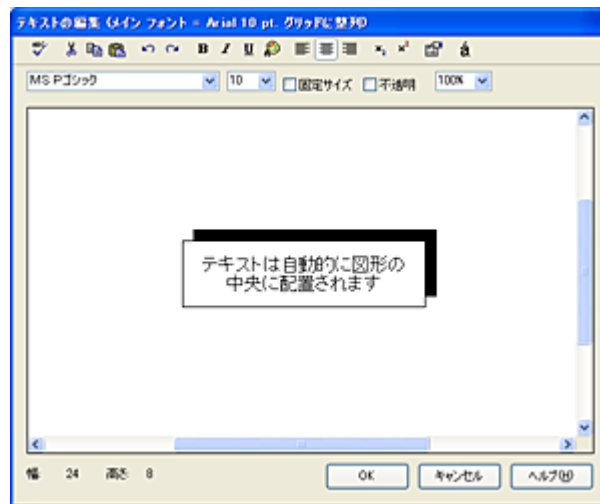 テキストの編集 (メイン フォント = Arial 10 pt. グリッドに整列)
B I U á
MS Pゴシック 10 固定サイズ 不透明 100%
テキストは自動的に図形の
中央に配置されます
幅 24 高さ 8
OK キャンセル ヘルプ(H)